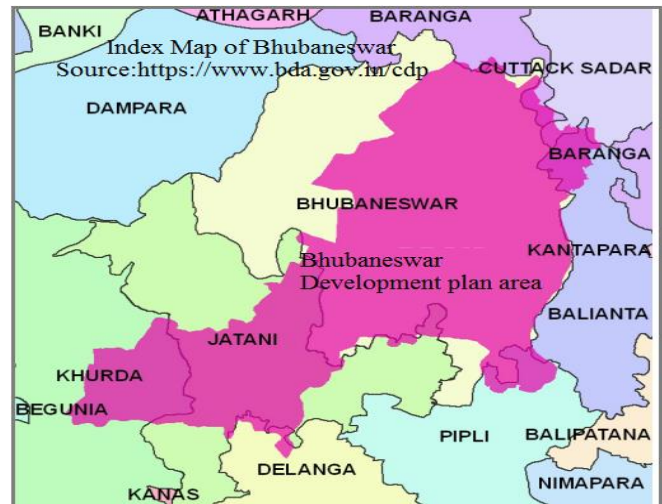 ATHAGARH
BARANGA
BANKI
Index Map of Bhubaneswar
Source:https://www.bda.gov.in/cdp
CUTTACK SADAR
DAMPARA
BARANGA
BHUBANESWAR
KANTAPARA
Bhubaneswar
Development plan area
BALIANTA
JATANI
KHURDA
BEGUNIA
PIPLI
BALIPATANA
DELANGA
NIMAPARA
KANAS